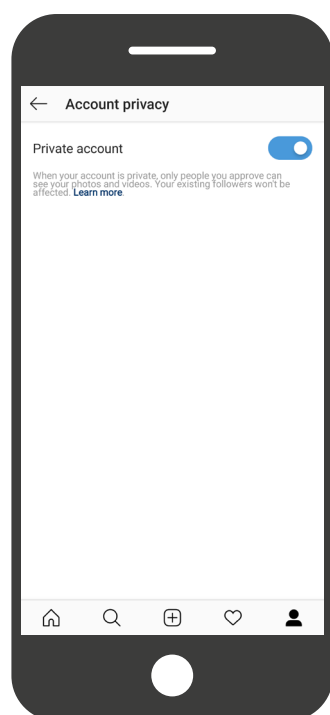 Account privacy
Private account
When your account is private, only people you approve can
see your photos and videos. Your existing followers won't be
affected. Learn more.